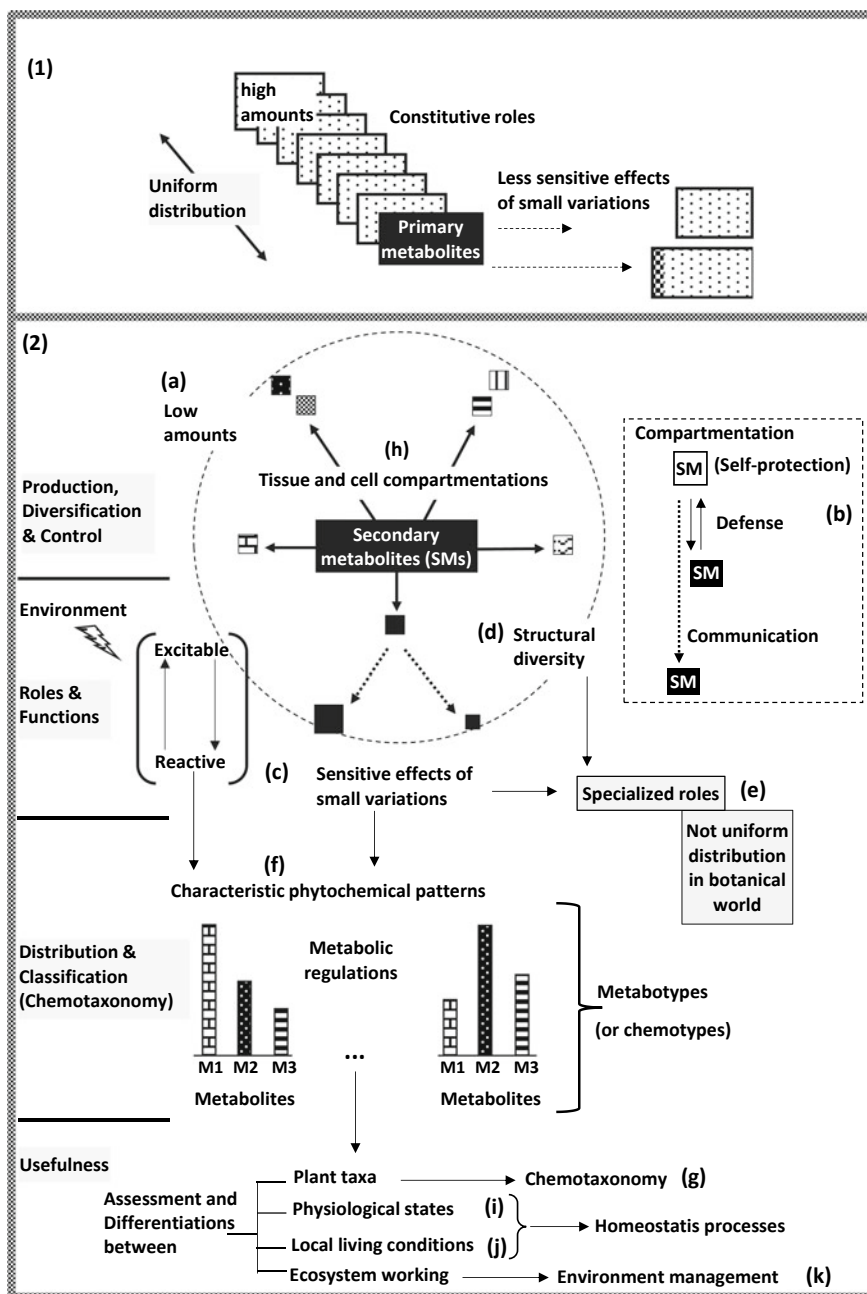 (1)
high
amounts
Constitutive roles
Uniform
distribution
Less sensitive effects
of small variations
Primary
metabolites
(2)
(a)
Low
amounts
(h)
Tissue and cell compartmentations
Production,
Diversification
& Control
Secondary
metabolites (SMs)
Compartmentation
SM (Self-protection)
(b)
Defense
SM
Communication
SM
Environment
Excitable
(d) Structural
diversity
Roles &
Functions
Reactive
(c) Sensitive effects of
small variations
Specialized roles (e)
Not uniform
distribution
in botanical
world
(f)
Characteristic phytochemical patterns
Distribution &
Classification
(Chemotaxonomy)
Metabolic
regulations
Metabotypes
(or chemotypes)
...
M1 M2 M3
Metabolites
M1 M2 M3
Metabolites
Usefulness
Assessment and
Differentiations
between
Plant taxa Chemotaxonomy (g)
Physiological states (i)
Homeostatis processes
Local living conditions (j)
Ecosystem working Environment management (k)